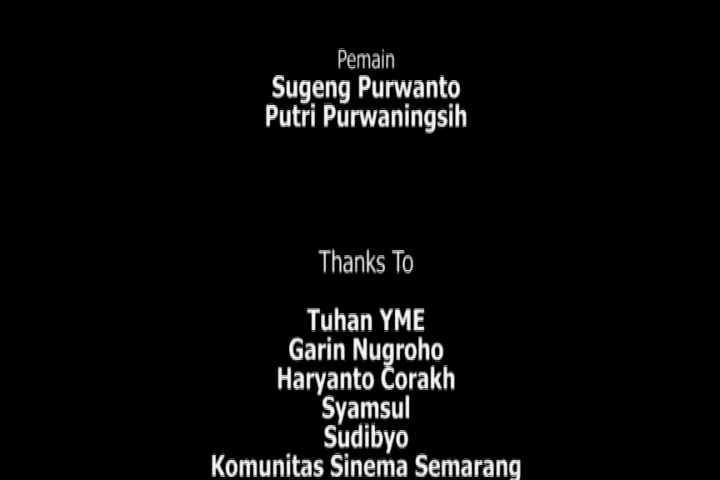 Pemain
Sugeng Purwanto
Putri Purwaningsih
Thanks To
Tuhan YME
Garin Nugroho
Haryanto Corakh
Syamsul
Sudibyo
Komunitas Sinema Semarang